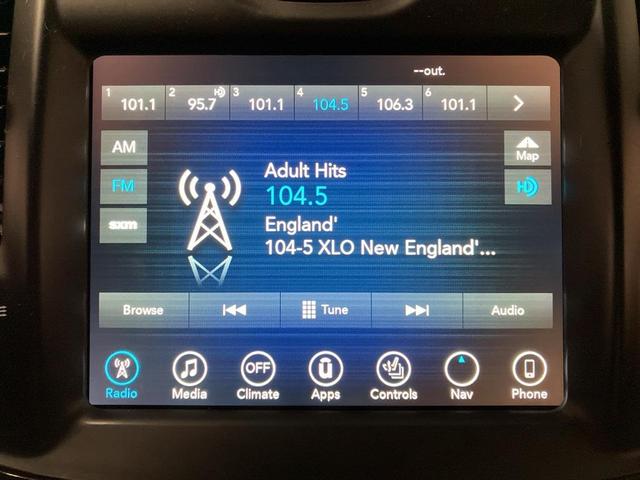 --out.
1 101.1 2 95.7 HD 3 101.1 4 104.5 5 106.3 6 101.1
AM
Map
FM
HD
sxm
Adult Hits
104.5
England'
104-5 XLO New England'...
Browse Tune Audio
OFF
Radio Media Climate Apps Controls Nav Phone